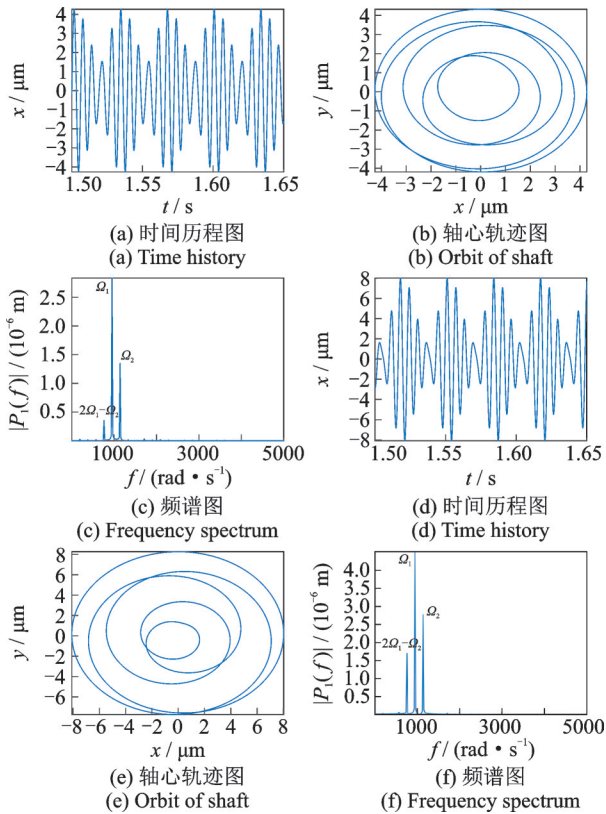 4
3
2
1
0
−1
−2
−3
−4
x / μm
1.50 1.55 1.60 1.65
t / s
(a) 时间历程图
(a) Time history
4
3
2
1
0
−1
−2
−3
−4
y / μm
−4 −3 −2 −1 0 1 2 3 4
x / μm
(b) 轴心轨迹图
(b) Orbit of shaft
2.5
2.0
1.5
1.0
0.5
|P₁(f)| / (10⁻⁶ m)
Ω₁
Ω₂
2Ω₁−Ω₂
1000 3000 5000
f / (rad • s⁻¹)
(c) 频谱图
(c) Frequency spectrum
8
6
4
2
0
−2
−4
−6
−8
x / μm
1.50 1.55 1.60 1.65
t / s
(d) 时间历程图
(d) Time history
8
6
4
2
0
−2
−4
−6
y / μm
−8 −6 −4 −2 0 2 4 6 8
x / μm
(e) 轴心轨迹图
(e) Orbit of shaft
4.0
3.5
3.0
2.5
2.0
1.5
1.0
0.5
|P₁(f)| / (10⁻⁶ m)
Ω₁
Ω₂
2Ω₁−Ω₂
1000 3000 5000
f / (rad • s⁻¹)
(f) 频谱图
(f) Frequency spectrum